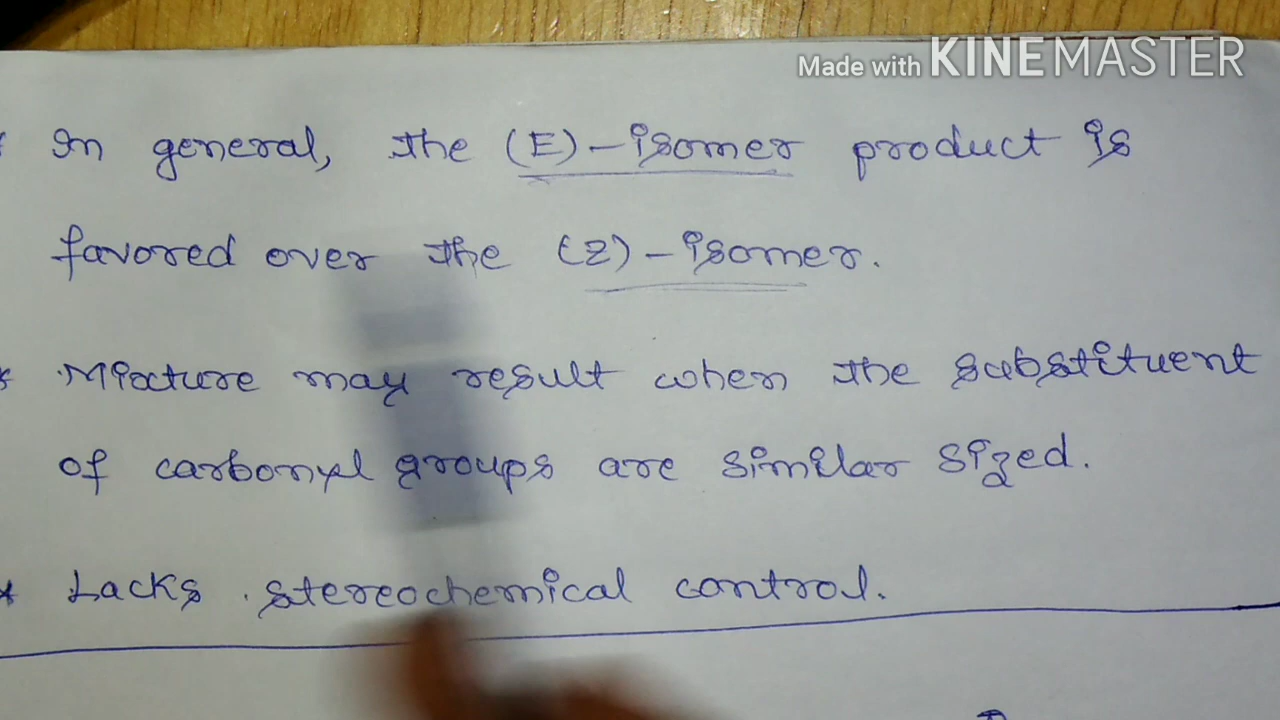 Made with KINEMASTER
* In general, the (E)-isomer product is
favored over the (Z)-isomer.
* Mixture may result when the substituent
of carbonyl groups are similar sized.
* Lacks stereochemical control.